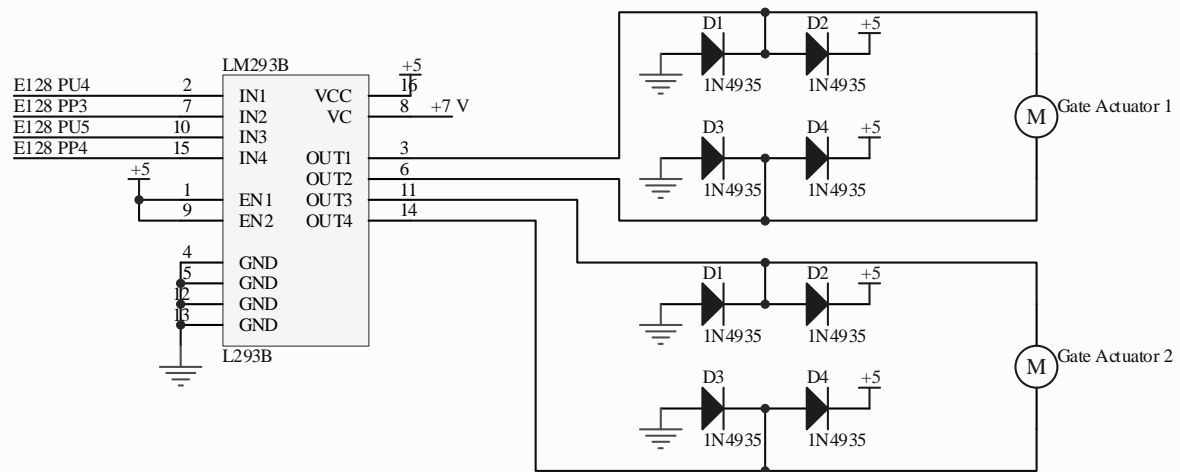 LM293B
E128 PU4
E128 PP3
E128 PU5
E128 PP4
2
7
10
15
IN1
IN2
IN3
IN4
+5
1
9
EN1
EN2
4
5
12
13
GND
GND
GND
GND
L293B
VCC
VC
OUT1
OUT2
OUT3
OUT4
+5
16
8
+7 V
3
6
11
14
D1
D2
+5
1N4935
1N4935
D3
D4
+5
1N4935
1N4935
M
Gate Actuator 1
D1
D2
+5
1N4935
1N4935
D3
D4
+5
1N4935
1N4935
M
Gate Actuator 2